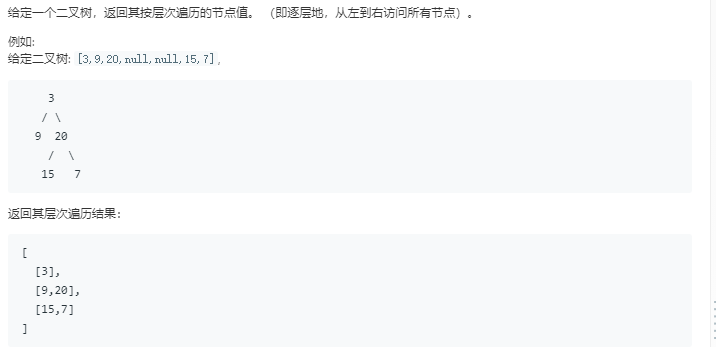 给定一个二叉树，返回其按层次遍历的节点值。 （即逐层地，从左到右访问所有节点）。
例如:
给定二叉树: [3,9,20,null,null,15,7],
3
/ \
9 20
/ \
15 7
返回其层次遍历结果：
[
[3],
[9,20],
[15,7]
]